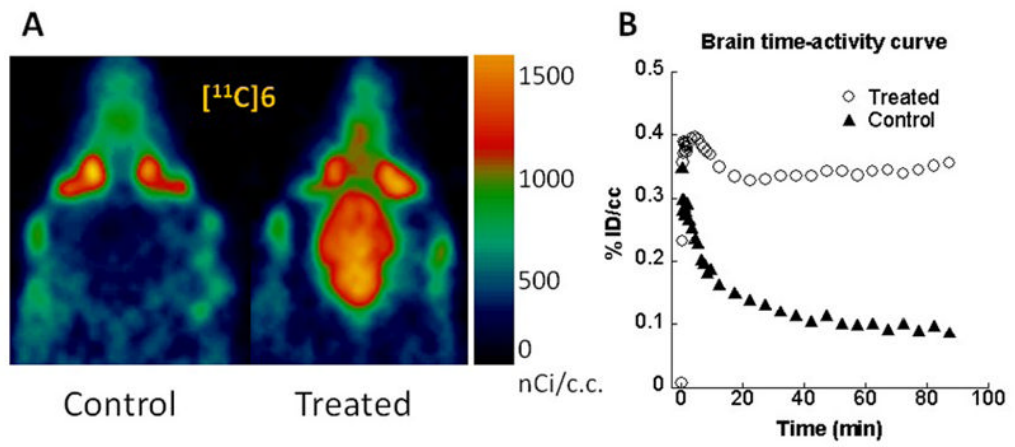 A
[¹¹C]6
1500
1000
500
0
nCi/c.c.
Control
Treated
B
Brain time-activity curve
0.5
0.4
0.3
0.2
0.1
0
% ID/cc
Treated
Control
0
20
40
60
80
100
Time (min)